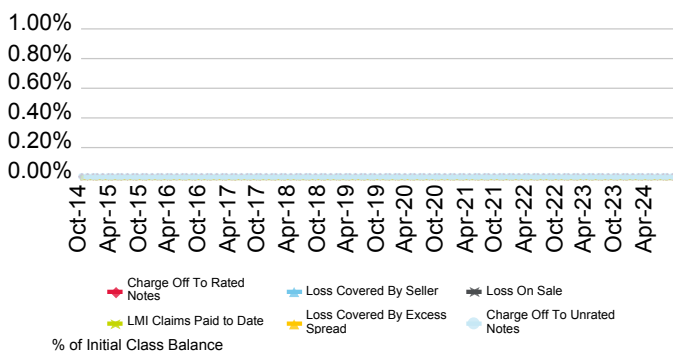 1.00%
0.80%
0.60%
0.40%
0.20%
0.00%
Oct-14
Apr-15
Oct-15
Apr-16
Oct-16
Apr-17
Oct-17
Apr-18
Oct-18
Apr-19
Oct-19
Apr-20
Oct-20
Apr-21
Oct-21
Apr-22
Oct-22
Apr-23
Oct-23
Apr-24
Charge Off To Rated
Notes
Loss Covered By Seller
Loss On Sale
LMI Claims Paid to Date
Loss Covered By Excess
Spread
Charge Off To Unrated
Notes
% of Initial Class Balance